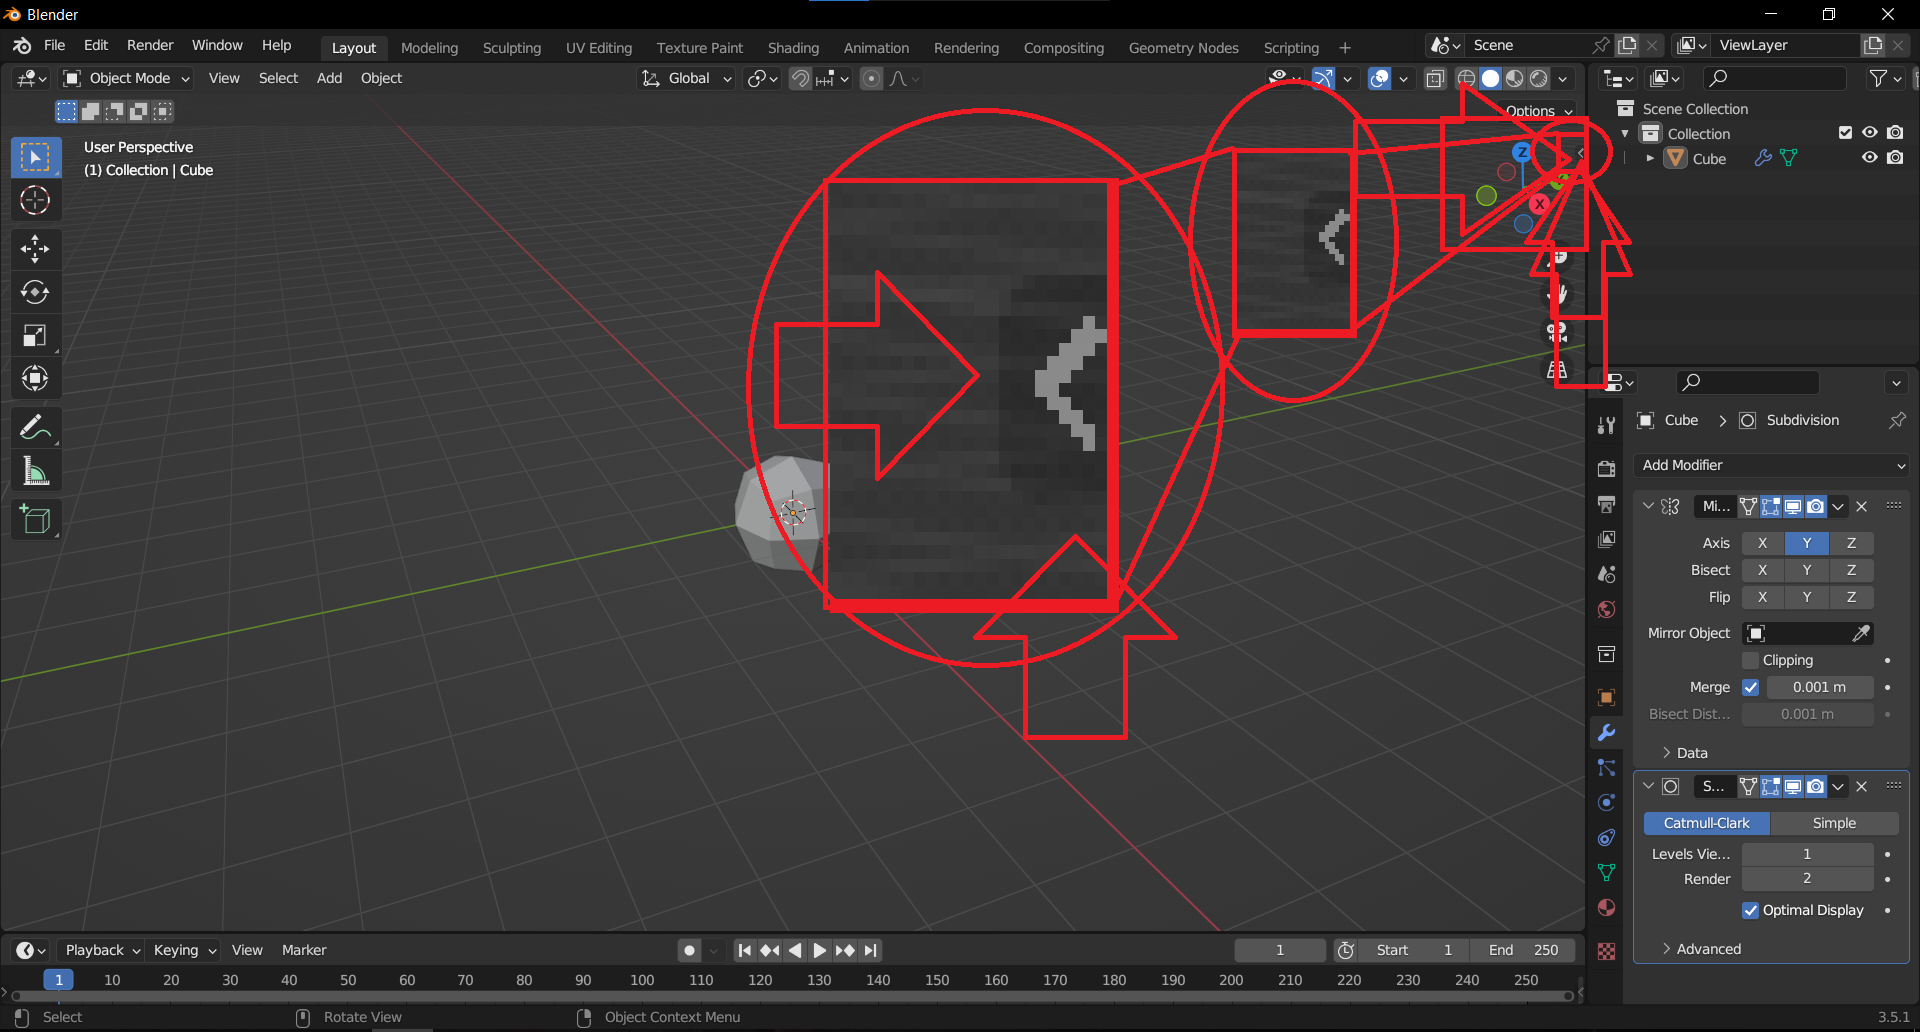 Blender
File Edit Render Window Help Layout Modeling Sculpting UV Editing Texture Paint Shading Animation Rendering Compositing Geometry Nodes Scripting + Scene ViewLayer
Object Mode View Select Add Object Global
Options
Scene Collection
Collection
Cube
User Perspective
(1) Collection | Cube
Z
X
Cube > Subdivision
Add Modifier
Mi...
Axis X Y Z
Bisect X Y Z
Flip X Y Z
Mirror Object
Clipping
Merge 0.001 m
Bisect Dist... 0.001 m
Data
S...
Catmull-Clark Simple
Levels Vie... 1
Render 2
Optimal Display
Advanced
Playback Keying View Marker 1 Start 1 End 250
1 10 20 30 40 50 60 70 80 90 100 110 120 130 140 150 160 170 180 190 200 210 220 230 240 250
Select Rotate View Object Context Menu 3.5.1